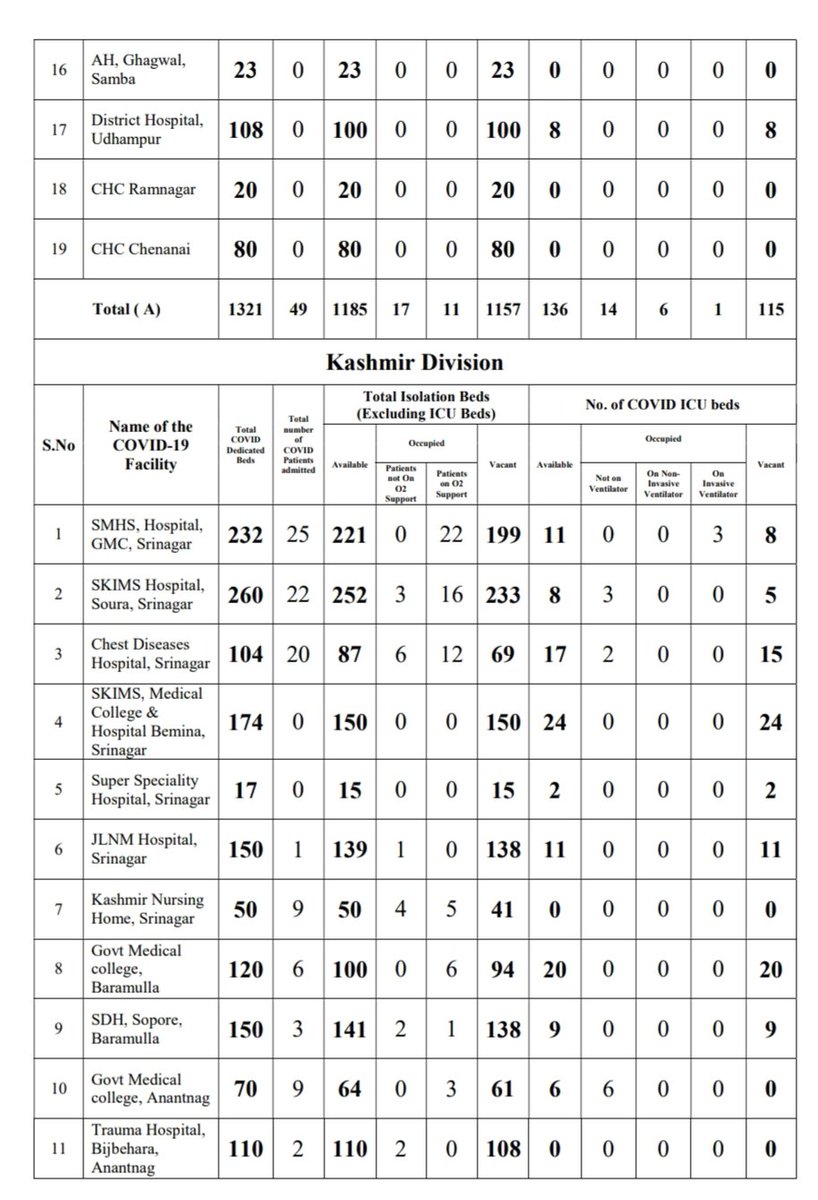 16 AH, Ghagwal, Samba 23 0 23 0 0 23 0 0 0 0 0
17 District Hospital, Udhampur 108 0 100 0 0 100 8 0 0 0 8
18 CHC Ramnagar 20 0 20 0 0 20 0 0 0 0 0
19 CHC Chenanai 80 0 80 0 0 80 0 0 0 0 0
Total ( A) 1321 49 1185 17 11 1157 136 14 6 1 115
Kashmir Division
S.No
Name of the COVID-19 Facility
Total COVID Dedicated Beds
Total number of COVID Patients admitted
Total Isolation Beds (Excluding ICU Beds)
Available
Occupied
Patients not On O2 Support
Patients on O2 Support
Vacant
No. of COVID ICU beds
Available
Occupied
Not on Ventilator
On Non-Invasive Ventilator
On Invasive Ventilator
Vacant
1 SMHS, Hospital, GMC, Srinagar 232 25 221 0 22 199 11 0 0 3 8
2 SKIMS Hospital, Soura, Srinagar 260 22 252 3 16 233 8 3 0 0 5
3 Chest Diseases Hospital, Srinagar 104 20 87 6 12 69 17 2 0 0 15
4 SKIMS, Medical College & Hospital Bemina, Srinagar 174 0 150 0 0 150 24 0 0 0 24
5 Super Speciality Hospital, Srinagar 17 0 15 0 0 15 2 0 0 0 2
6 JLNM Hospital, Srinagar 150 1 139 1 0 138 11 0 0 0 11
7 Kashmir Nursing Home, Srinagar 50 9 50 4 5 41 0 0 0 0 0
8 Govt Medical college, Baramulla 120 6 100 0 6 94 20 0 0 0 20
9 SDH, Sopore, Baramulla 150 3 141 2 1 138 9 0 0 0 9
10 Govt Medical college, Anantnag 70 9 64 0 3 61 6 6 0 0 0
11 Trauma Hospital, Bijbehara, Anantnag 110 2 110 2 0 108 0 0 0 0 0